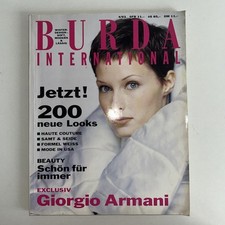 BURDA
INTERNATIONAL
Jetzt!
200
neue Looks
■ HAUTE COUTURE
■ SAMT & SEIDE
■ FORMEL WEISS
■ MODE IN USA
BEAUTY
Schön für
immer
EXCLUSIV
Giorgio Armani